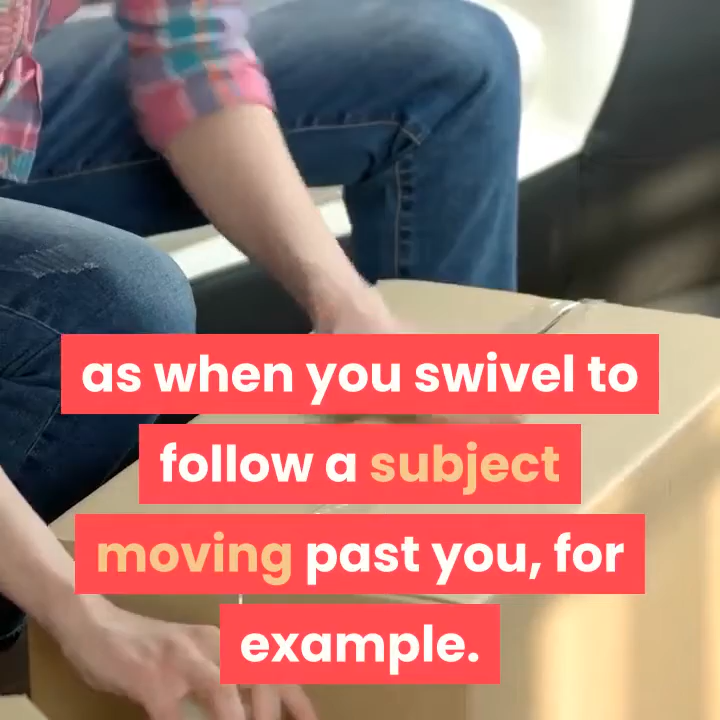 as when you swivel to
follow a subject
moving past you, for
example.